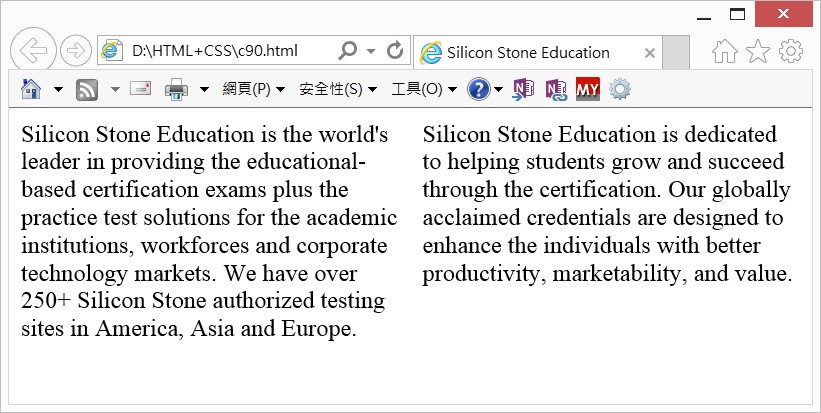 D:\HTML+CSS\c90.html
Silicon Stone Education
網頁(P)
安全性(S)
工具(O)
?
N
N
MY
Silicon Stone Education is the world's
leader in providing the educational-
based certification exams plus the
practice test solutions for the academic
institutions, workforces and corporate
technology markets. We have over
250+ Silicon Stone authorized testing
sites in America, Asia and Europe.
Silicon Stone Education is dedicated
to helping students grow and succeed
through the certification. Our globally
acclaimed credentials are designed to
enhance the individuals with better
productivity, marketability, and value.